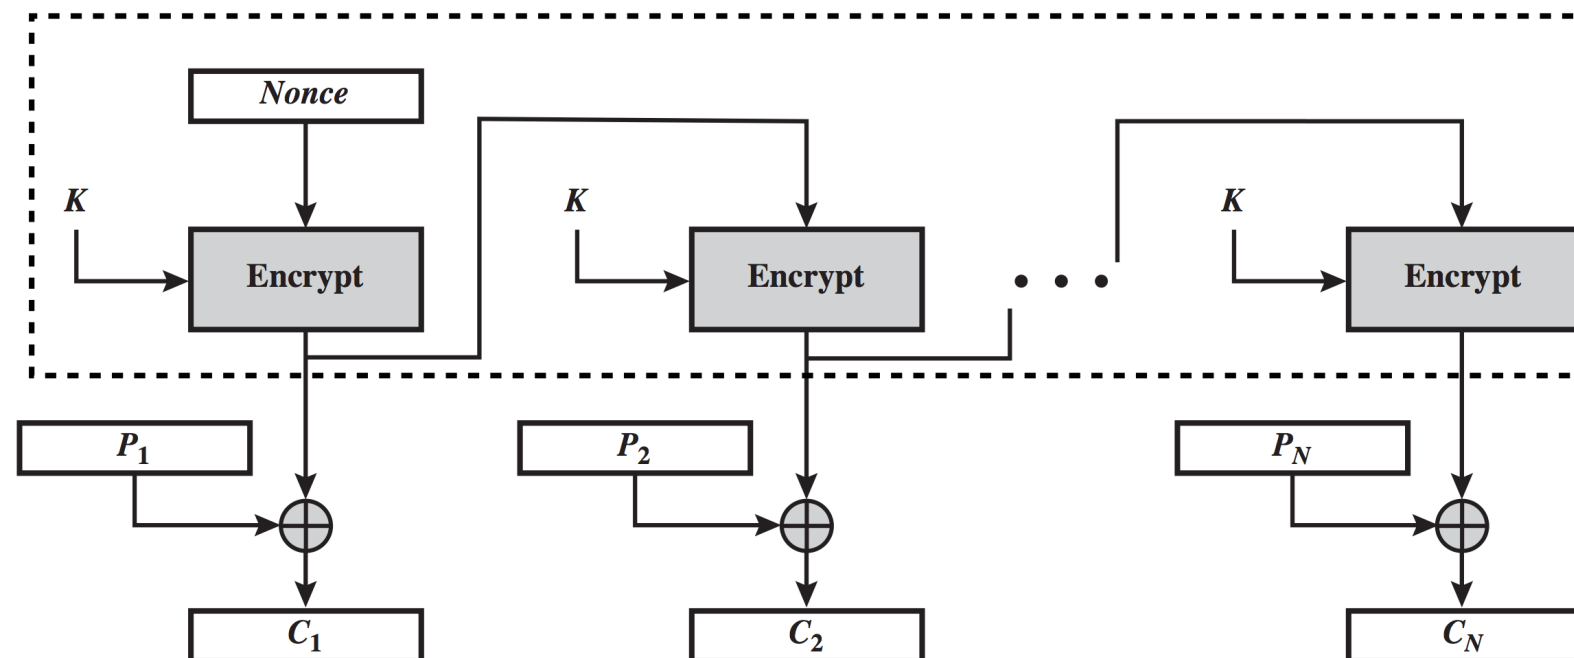 Nonce
K K K
Encrypt Encrypt • • • Encrypt
P1 P2 PN
C1 C2 CN